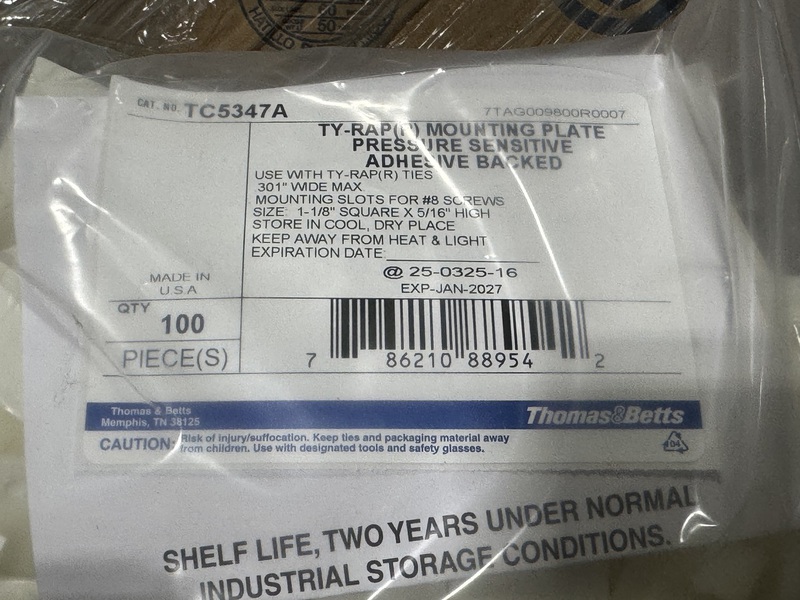 CAT. NO. TC5347A
7TAG009800R0007
TY-RAP(R) MOUNTING PLATE
PRESSURE SENSITIVE
ADHESIVE BACKED
USE WITH TY-RAP(R) TIES
.301" WIDE MAX
MOUNTING SLOTS FOR #8 SCREWS
SIZE: 1-1/8" SQUARE X 5/16" HIGH
STORE IN COOL, DRY PLACE
KEEP AWAY FROM HEAT & LIGHT
EXPIRATION DATE:
@ 25-0325-16
EXP-JAN-2027
MADE IN
U.S.A
QTY 100
PIECE(S)
7 86210 88954 2
Thomas & Betts
Memphis, TN 38125
Thomas&Betts
CAUTION: Risk of injury/suffocation. Keep ties and packaging material away
from children. Use with designated tools and safety glasses.
04
SHELF LIFE, TWO YEARS UNDER NORMAL
INDUSTRIAL STORAGE CONDITIONS.